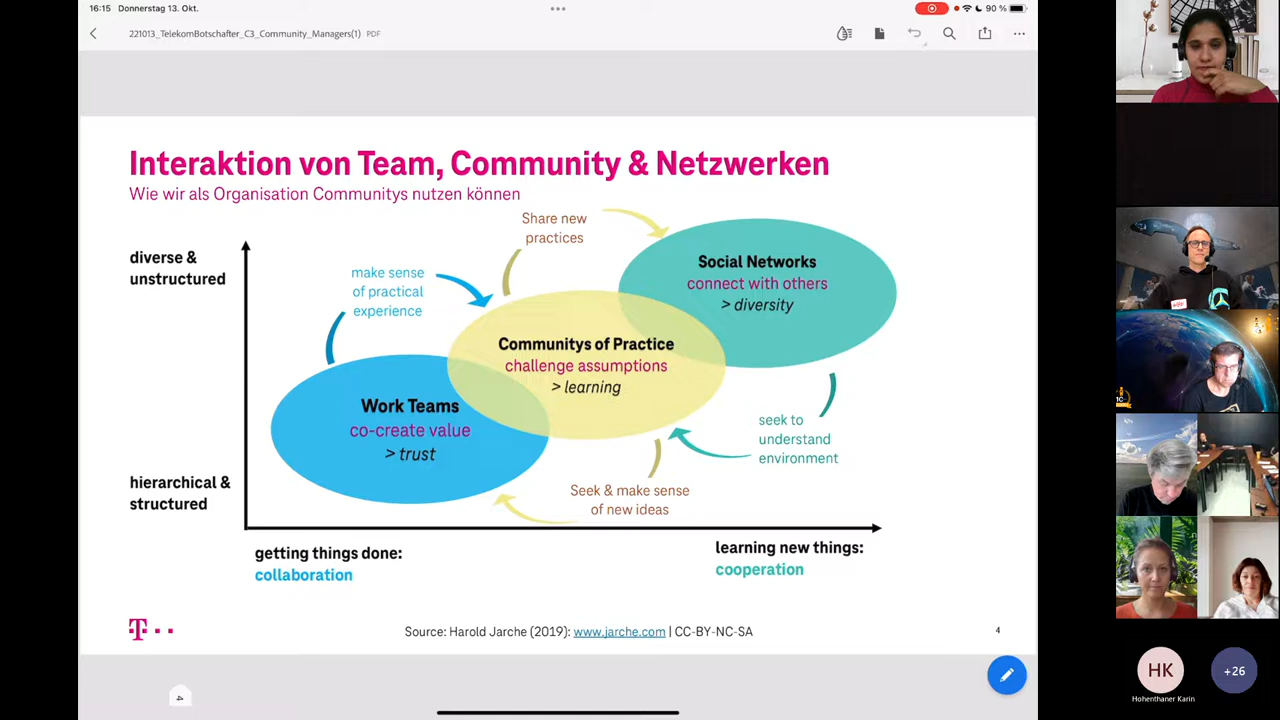 16:15 Donnerstag 13. Okt.
90 %
221013_TelekomBotschafter_C3_Community_Managers(1) PDF
Interaktion von Team, Community & Netzwerken
Wie wir als Organisation Communitys nutzen können
diverse &
unstructured
hierarchical &
structured
make sense
of practical
experience
Share new
practices
Social Networks
connect with others
> diversity
Communitys of Practice
challenge assumptions
> learning
Work Teams
co-create value
> trust
seek to
understand
environment
Seek & make sense
of new ideas
getting things done:
collaboration
learning new things:
cooperation
T
Source: Harold Jarche (2019): www.jarche.com | CC-BY-NC-SA
4
4
HK
Hohenthaner Karin
+26